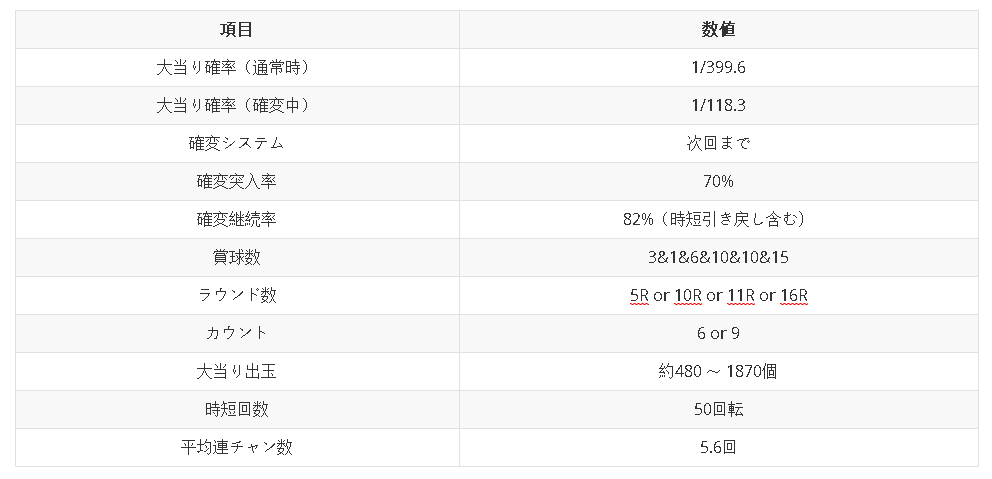 項目 数値
大当り確率（通常時） 1/399.6
大当り確率（確変中） 1/118.3
確変システム 次回まで
確変突入率 70%
確変継続率 82%（時短引き戻し含む）
賞球数 3&1&6&10&10&15
ラウンド数 5R or 10R or 11R or 16R
カウント 6 or 9
大当り出玉 約480 ～ 1870個
時短回数 50回転
平均連チャン数 5.6回